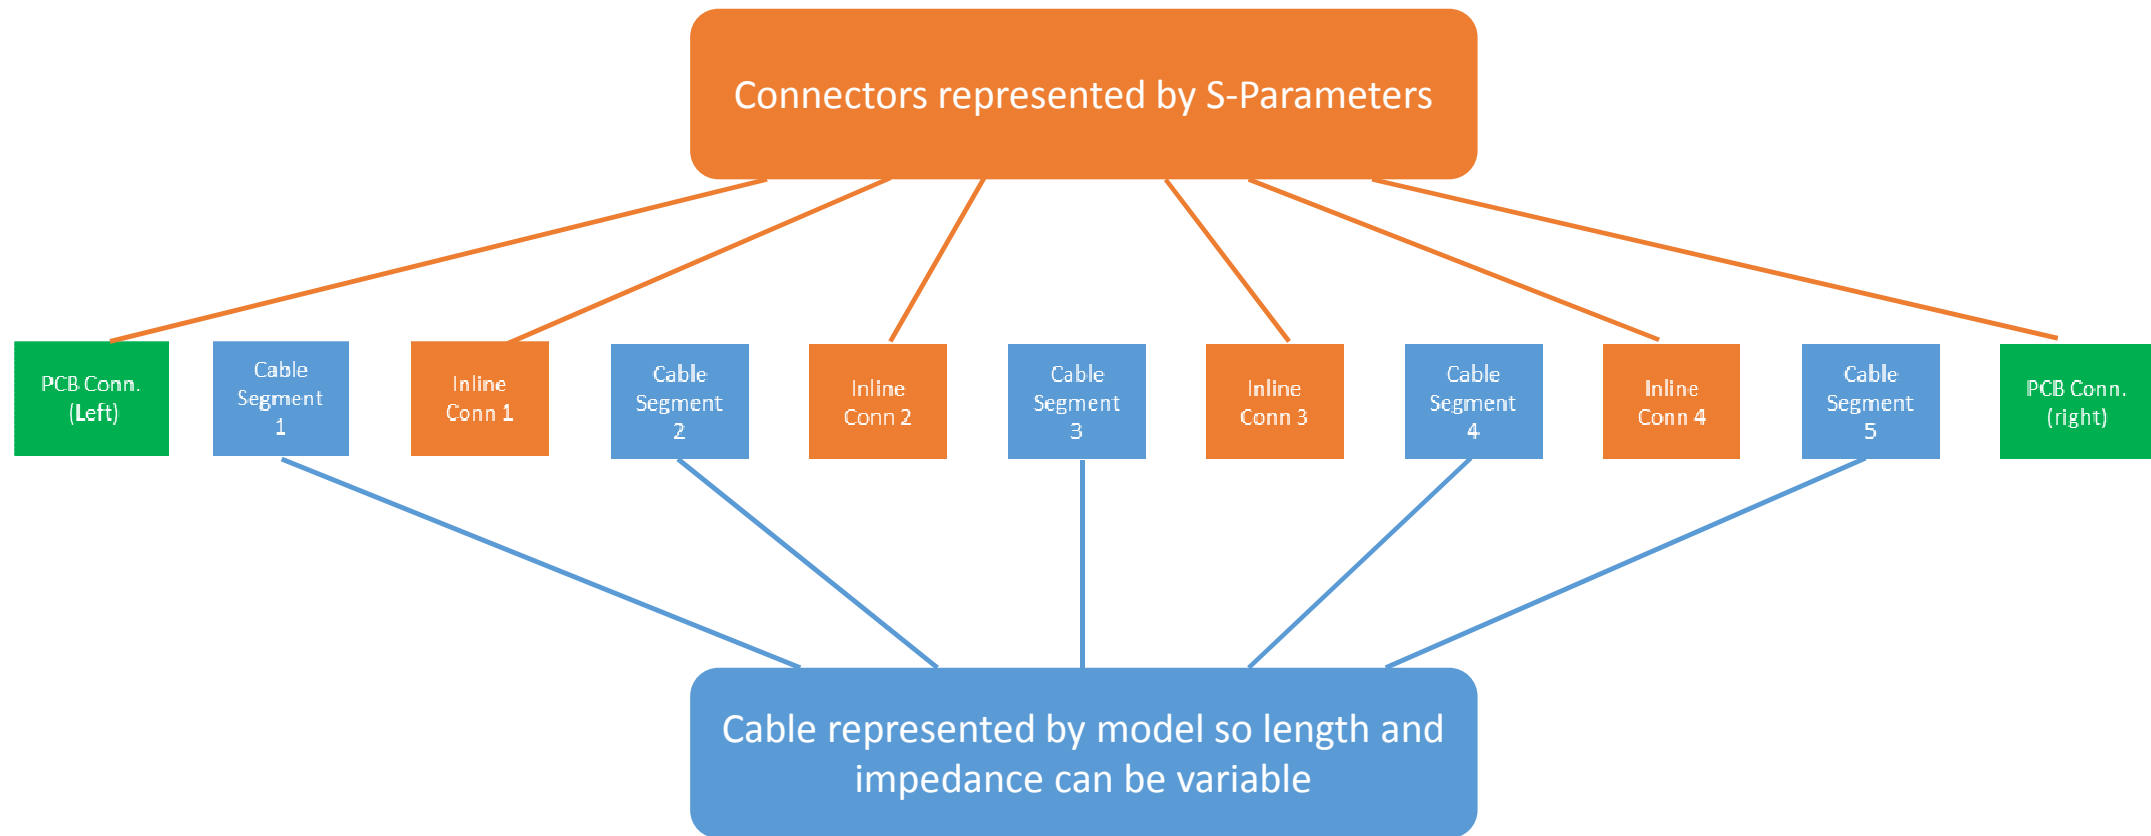 Connectors represented by S-Parameters
PCB Conn.
(Left)
Cable
Segment
1
Inline
Conn 1
Cable
Segment
2
Inline
Conn 2
Cable
Segment
3
Inline
Conn 3
Cable
Segment
4
Inline
Conn 4
Cable
Segment
5
PCB Conn.
(right)
Cable represented by model so length and
impedance can be variable